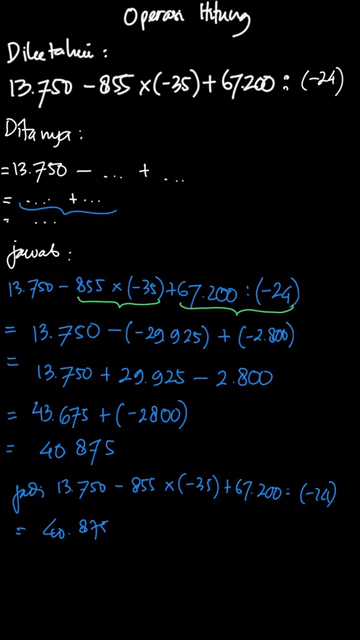 Operasi Hitung
Diketahui :
13.750 - 855 × (-35) + 67.200 : (-24)
Ditanya :
= 13.750 - ... + ...
= ... + ...
= ...
Jawab :
13.750 - 855 × (-35) + 67.200 : (-24)
= 13.750 - (-29.925) + (-2.800)
=
13.750 + 29.925 - 2.800
= 43.675 + (-2800)
= 40 875
jadi 13.750 - 855 × (-35) + 67.200 : (-24)
= 40.875